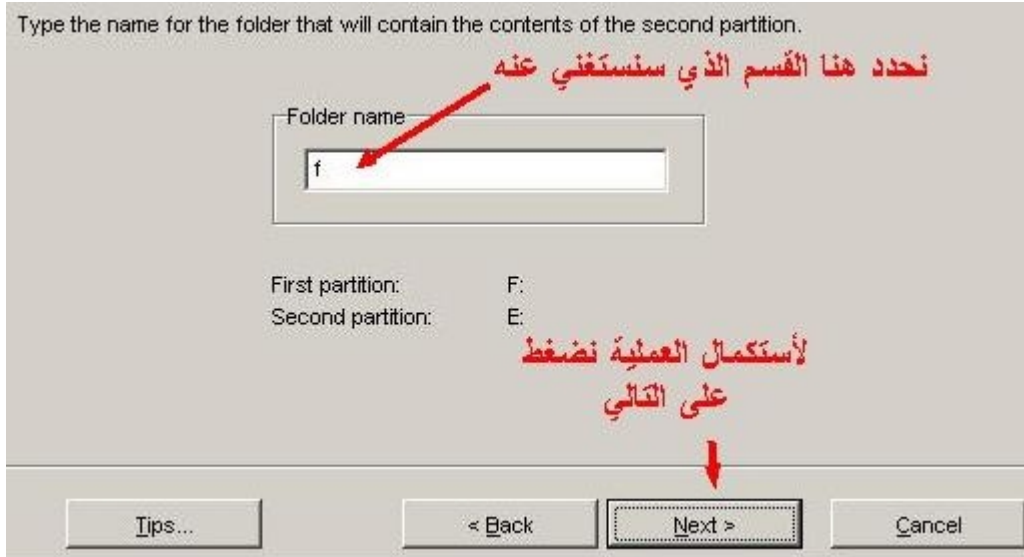 Type the name for the folder that will contain the contents of the second partition.
نحدد هنا القسم الذي سنستغني عنه
Folder name
f
First partition: F:
Second partition: E:
لأستكمال العملية نضغط
على التالي
Tips... < Back Next > Cancel